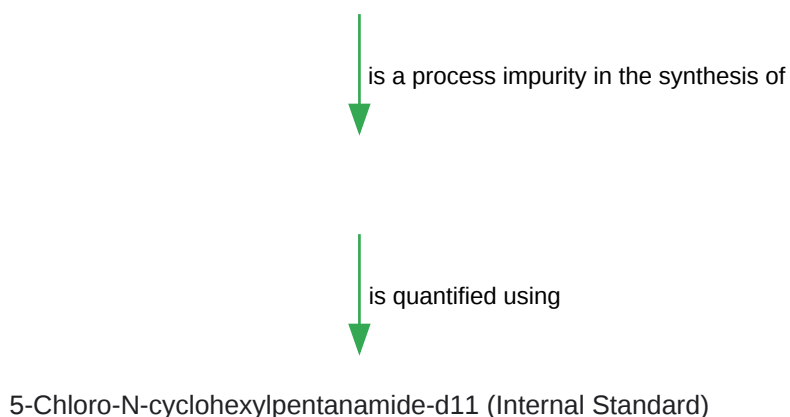 is a process impurity in the synthesis of
is quantified using
5-Chloro-N-cyclohexylpentanamide-d11 (Internal Standard)